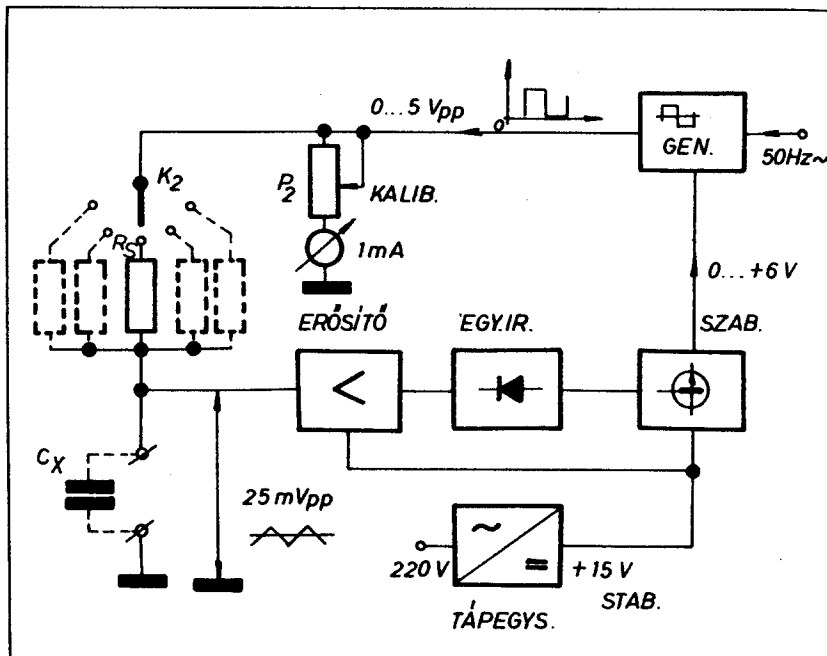 0...5 Vpp
0
GEN.
50Hz~
K2
P2
KALIB.
RS
1mA
0...+6 V
ERŐSÍTŐ
EGY.IR.
SZAB.
<
CX
25 mVpp
~
=
220 V
+15 V
STAB.
TÁPEGYS.